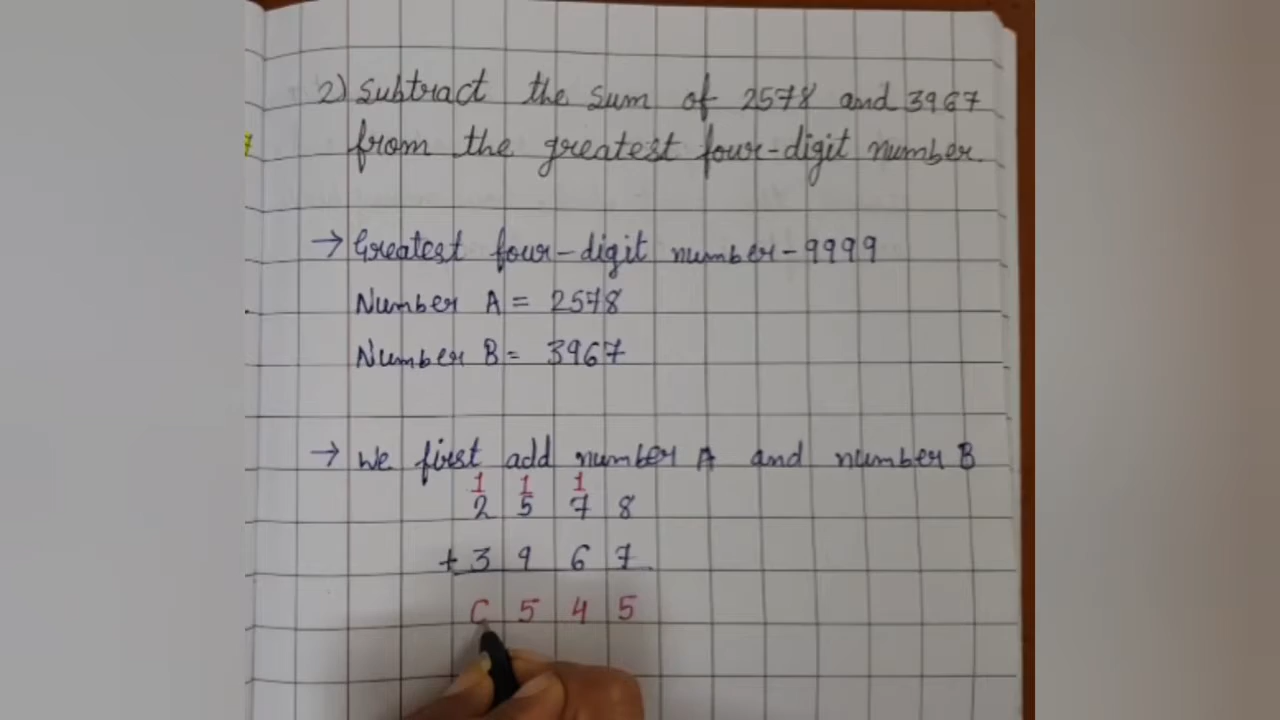 2) Subtract the sum of 2578 and 3967
from the greatest four-digit number.
→ Greatest four-digit number - 9999
Number A = 2578
Number B = 3967
→ We first add number A and number B
1 1 1
2 5 7 8
+ 3 9 6 7
5 4 5